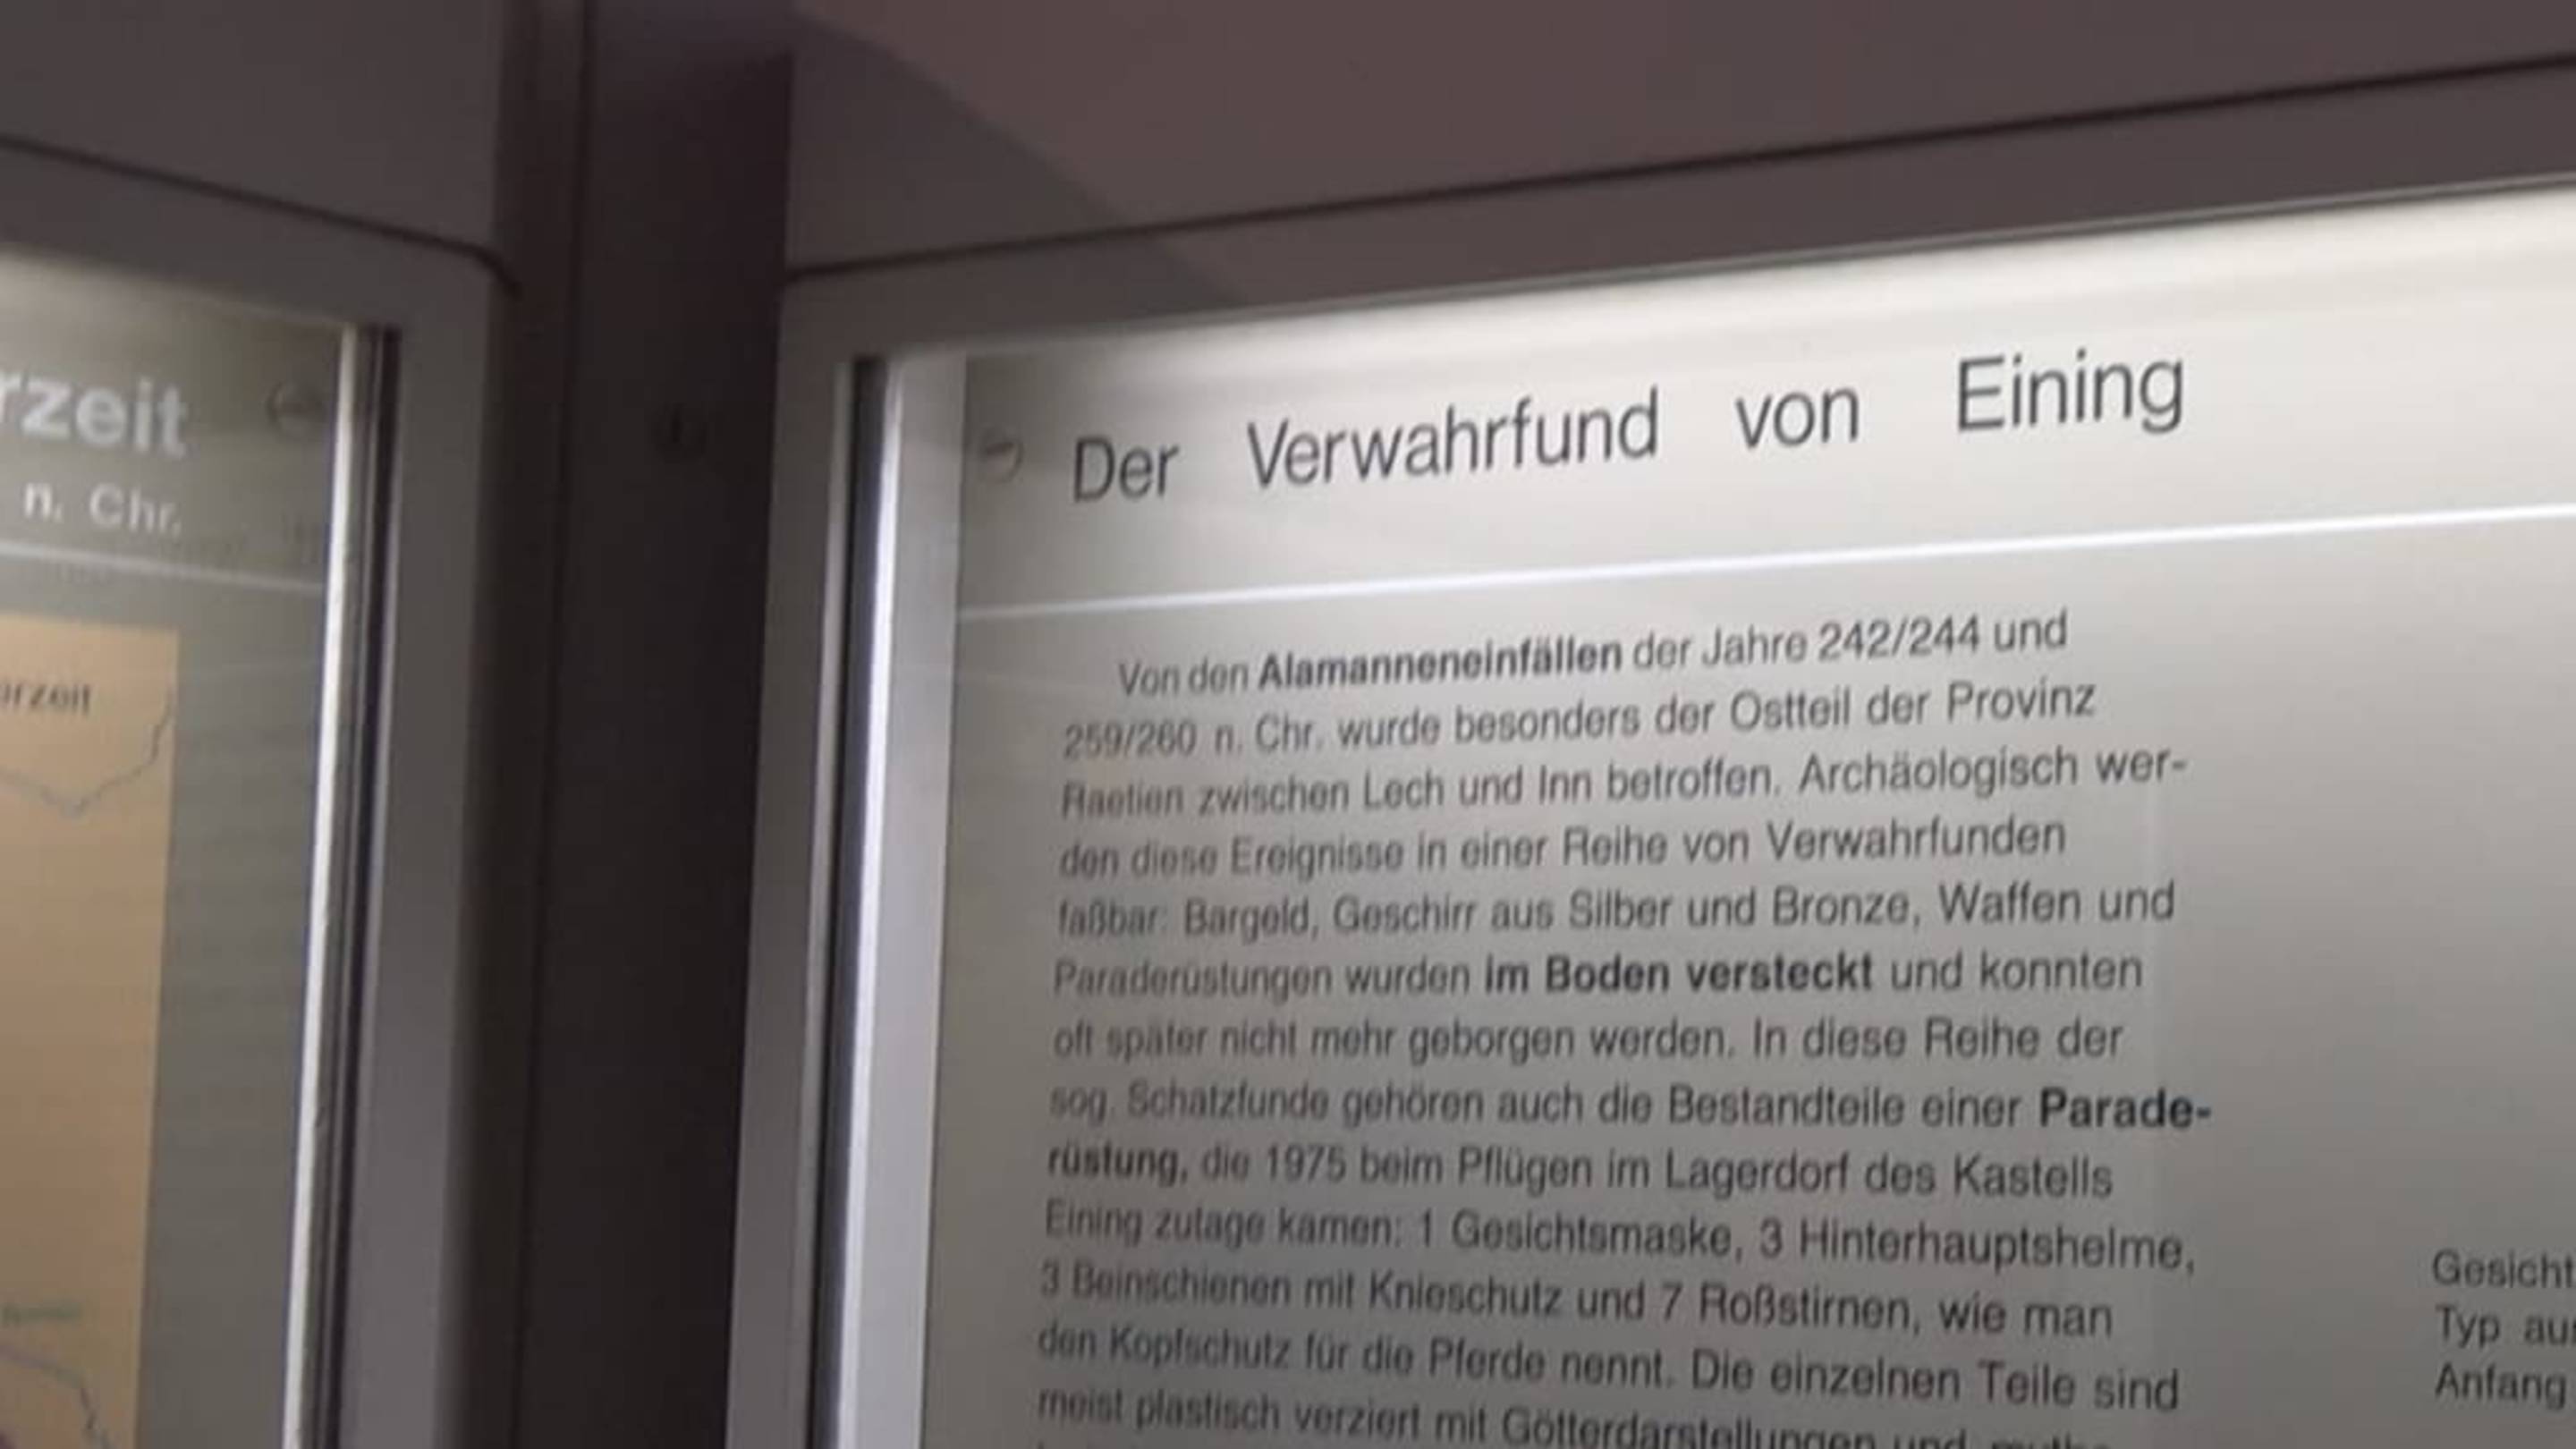 rzeit
n. Chr.
rzeit
Der Verwahrfund von Eining
Von den Alamanneneinfällen der Jahre 242/244 und
259/260 n. Chr. wurde besonders der Ostteil der Provinz
Raetien zwischen Lech und Inn betroffen. Archäologisch wer-
den diese Ereignisse in einer Reihe von Verwahrfunden
faßbar: Bargeld, Geschirr aus Silber und Bronze, Waffen und
Paraderüstungen wurden im Boden versteckt und konnten
oft später nicht mehr geborgen werden. In diese Reihe der
sog. Schatzfunde gehören auch die Bestandteile einer Parade-
rüstung, die 1975 beim Pflügen im Lagerdorf des Kastells
Eining zutage kamen: 1 Gesichtsmaske, 3 Hinterhauptshelme,
3 Beinschienen mit Knieschutz und 7 Roßstirnen, wie man
den Kopfschutz für die Pferde nennt. Die einzelnen Teile sind
meist plastisch verziert mit Götterdarstellungen und
Gesicht
Typ au
Anfang